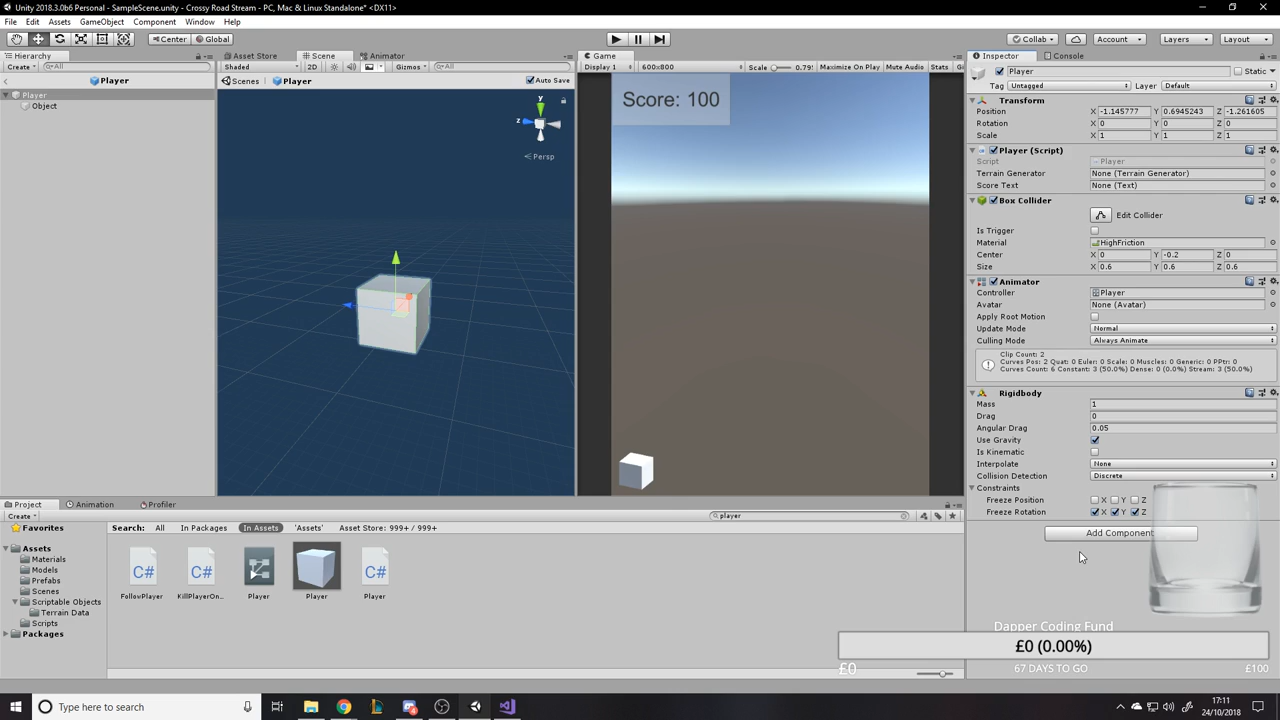 Unity 2018.3.0b6 Personal - SampleScene.unity - Crossy Road Stream - PC, Mac & Linux Standalone* <DX11>
File Edit Assets GameObject Component Window Help
Center Global Collab Account Layers Layout
Hierarchy Asset Store Scene Animator Game Inspector Console
Create All Shaded 2D Gizmos All Display 1 600x800 Scale 0.79! Maximize On Play Mute Audio Stats Gi
Player Scenes Player Auto Save
Player
Object
y
z
Persp
Score: 100
Player Static
Tag Untagged Layer Default
Transform
Position X -1.145777 Y 0.6945243 Z -1.261605
Rotation X 0 Y 0 Z 0
Scale X 1 Y 1 Z 1
Player (Script)
Script Player
Terrain Generator None (Terrain Generator)
Score Text None (Text)
Box Collider
Edit Collider
Is Trigger
Material HighFriction
Center X 0 Y -0.2 Z 0
Size X 0.6 Y 0.6 Z 0.6
Animator
Controller Player
Avatar None (Avatar)
Apply Root Motion
Update Mode Normal
Culling Mode Always Animate
Clip Count: 2
Curves Pos: 2 Quat: 0 Euler: 0 Scale: 0 Muscles: 0 Generic: 0 PPtr: 0
Curves Count: 6 Constant: 3 (50.0%) Dense: 0 (0.0%) Stream: 3 (50.0%)
Rigidbody
Mass 1
Drag 0
Angular Drag 0.05
Use Gravity
Is Kinematic
Interpolate None
Collision Detection Discrete
Constraints
Freeze Position X Y Z
Freeze Rotation X Y Z
Add Component
Project Animation Profiler
Create player
Favorites
Search: All In Packages In Assets 'Assets' Asset Store: 999+ / 999+
Assets
Materials
Models
Prefabs
Scenes
Scriptable Objects
Terrain Data
Scripts
Packages
C# C# C#
FollowPlayer KillPlayerOn... Player Player Player
Dapper Coding Fund
£0 (0.00%)
£0 67 DAYS TO GO £100
Type here to search
17:11
24/10/2018